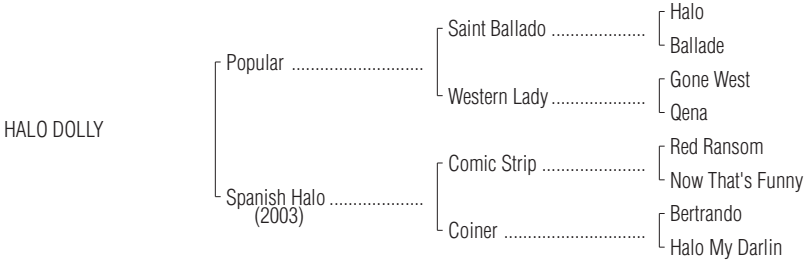 Halo
Saint Ballado ....................
Ballade
Popular ............................
Gone West
Western Lady ....................
Qena
HALO DOLLY
Red Ransom
Comic Strip ......................
Now That's Funny
Spanish Halo ....................
(2003)
Bertrando
Coiner ..............................
Halo My Darlin